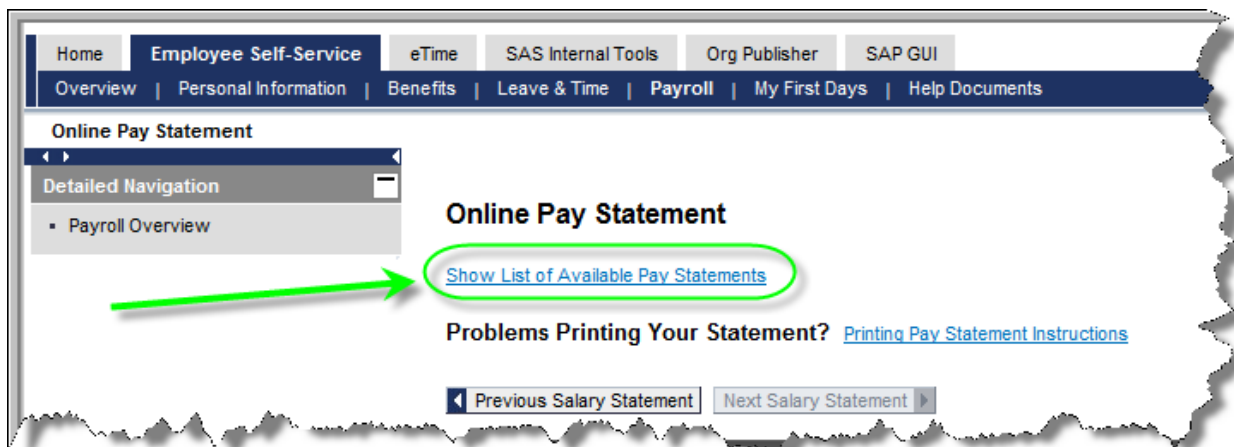 Home Employee Self-Service eTime SAS Internal Tools Org Publisher SAP GUI
Overview | Personal Information | Benefits | Leave & Time | Payroll | My First Days | Help Documents
Online Pay Statement
Detailed Navigation
Payroll Overview
Online Pay Statement
Show List of Available Pay Statements
Problems Printing Your Statement? Printing Pay Statement Instructions
Previous Salary Statement Next Salary Statement